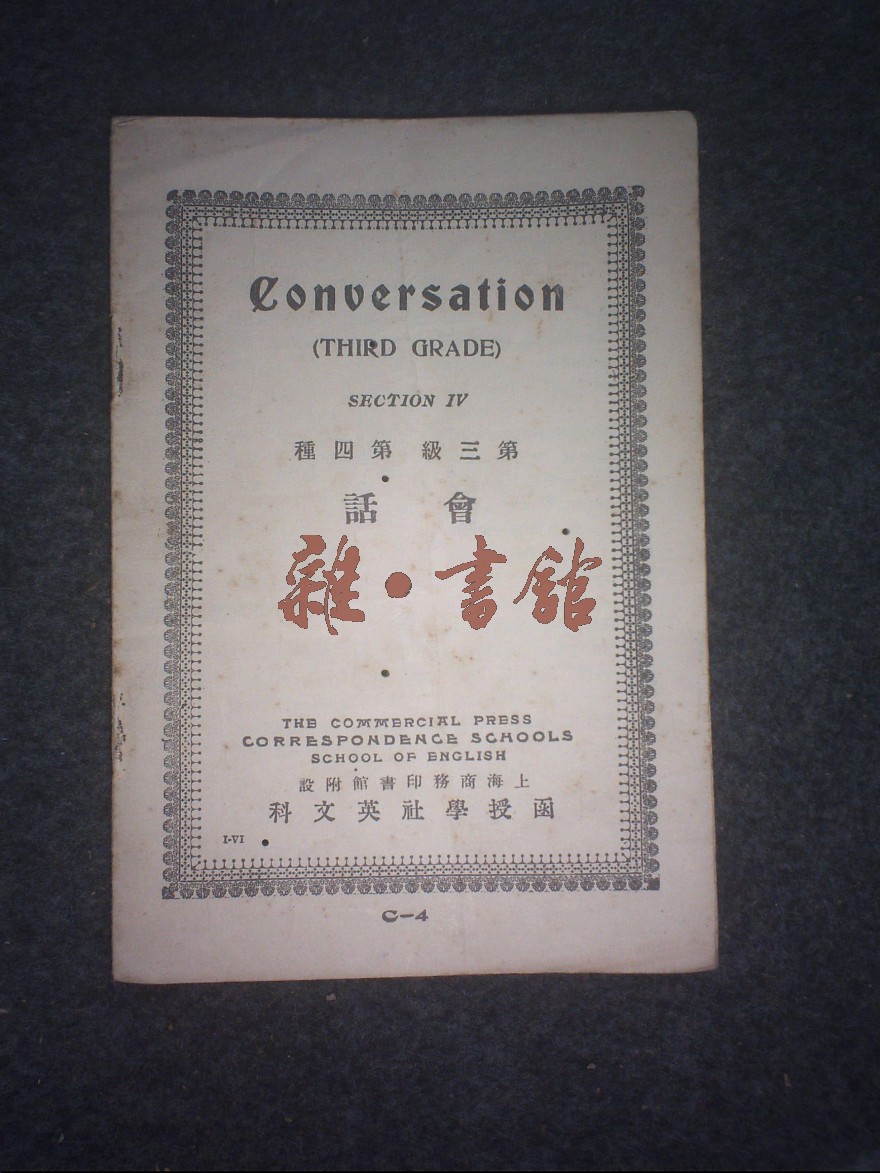 Conversation
(THIRD GRADE)
SECTION IV
第三級 第四種
會話
雜·書館
THE COMMERCIAL PRESS
CORRESPONDENCE SCHOOLS
SCHOOL OF ENGLISH
上海商務印書館附設
函授學社英文科
I-VI
C-4